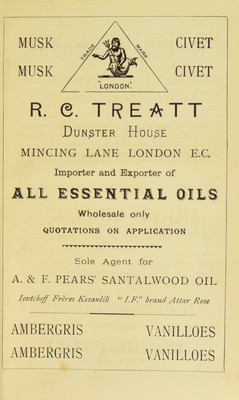 MUSK CIVET
TRADE MARK
MUSK CIVET
"LONDON"
R. C. TREATT
DUNSTER HOUSE
MINCING LANE LONDON E.C.
Importer and Exporter of
ALL ESSENTIAL OILS
Wholesale only
QUOTATIONS ON APPLICATION
Sole Agent for
A. & F. PEARS' SANTALWOOD OIL
Iovtcheff Frères Kezanlik "I.F." brand Attar Rose
AMBERGRIS VANILLOES
AMBERGRIS VANILLOES